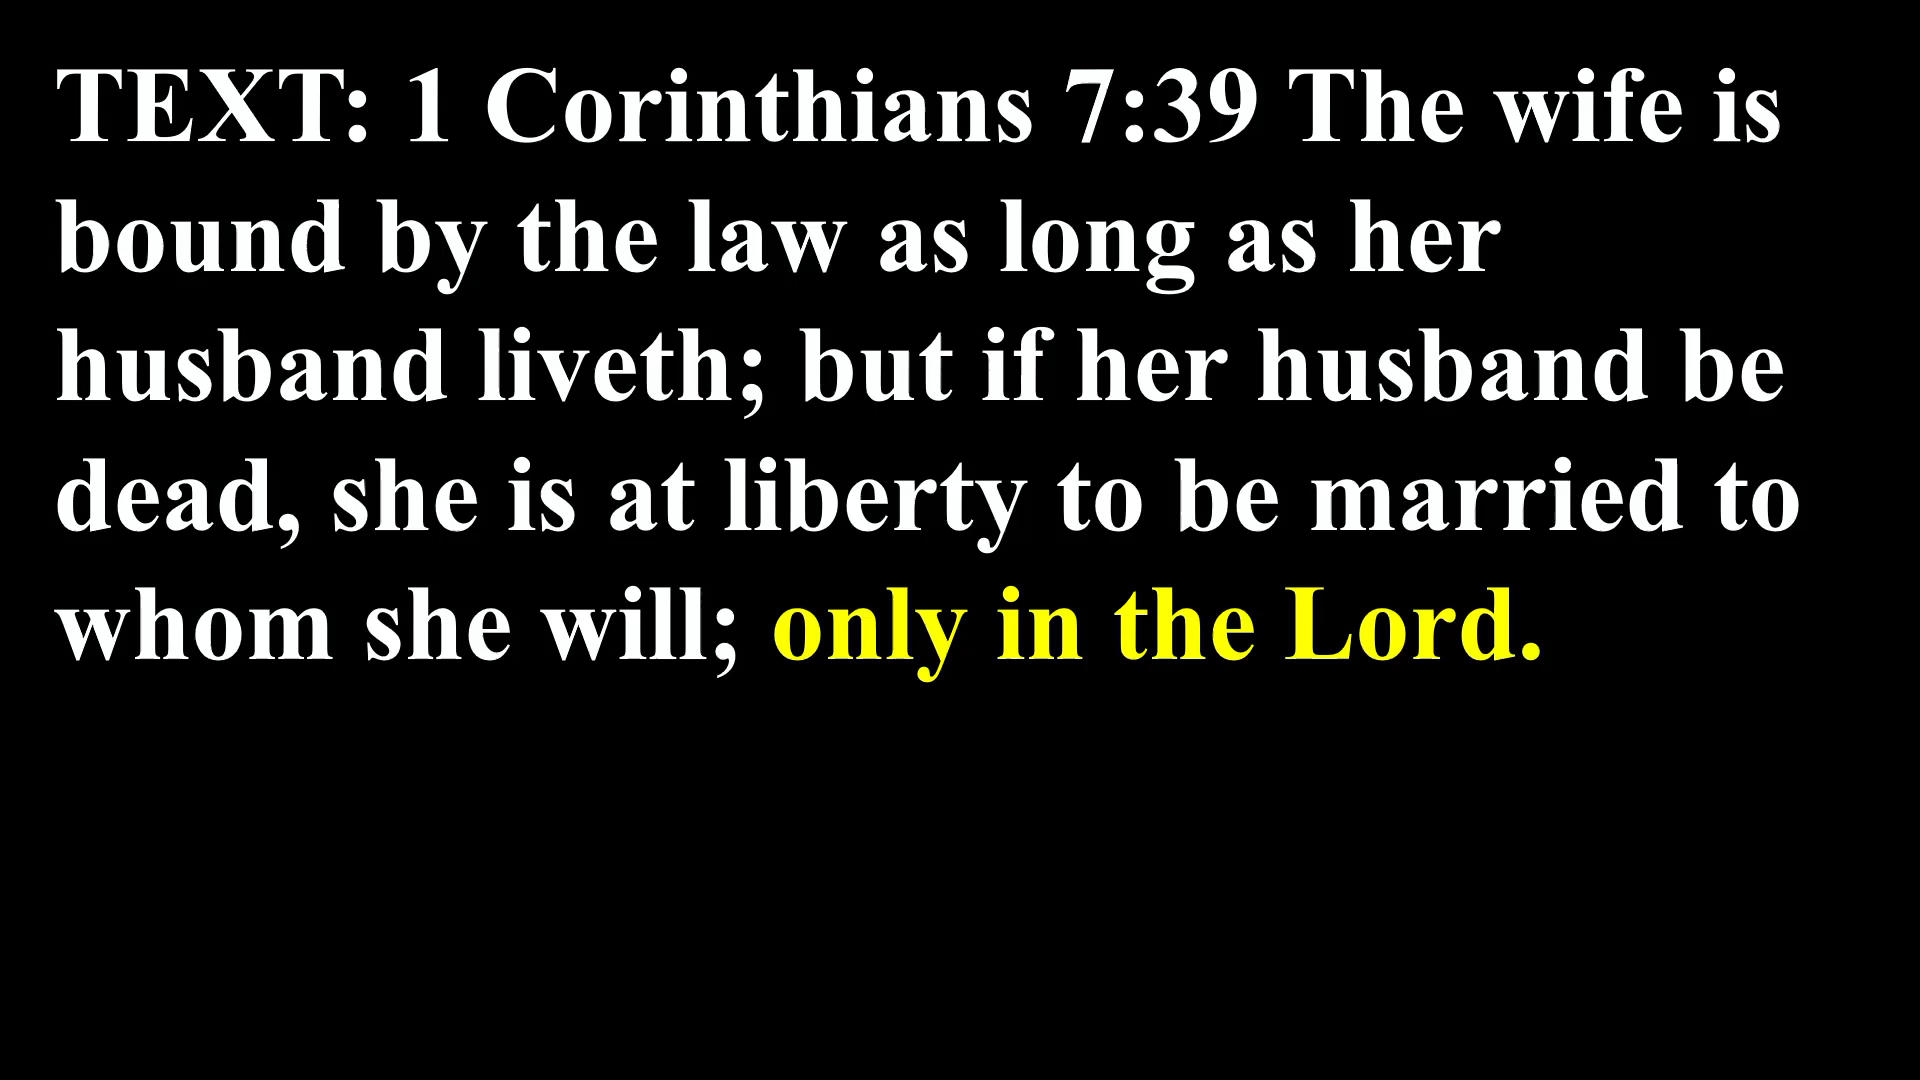 TEXT: 1 Corinthians 7:39 The wife is
bound by the law as long as her
husband liveth; but if her husband be
dead, she is at liberty to be married to
whom she will; only in the Lord.